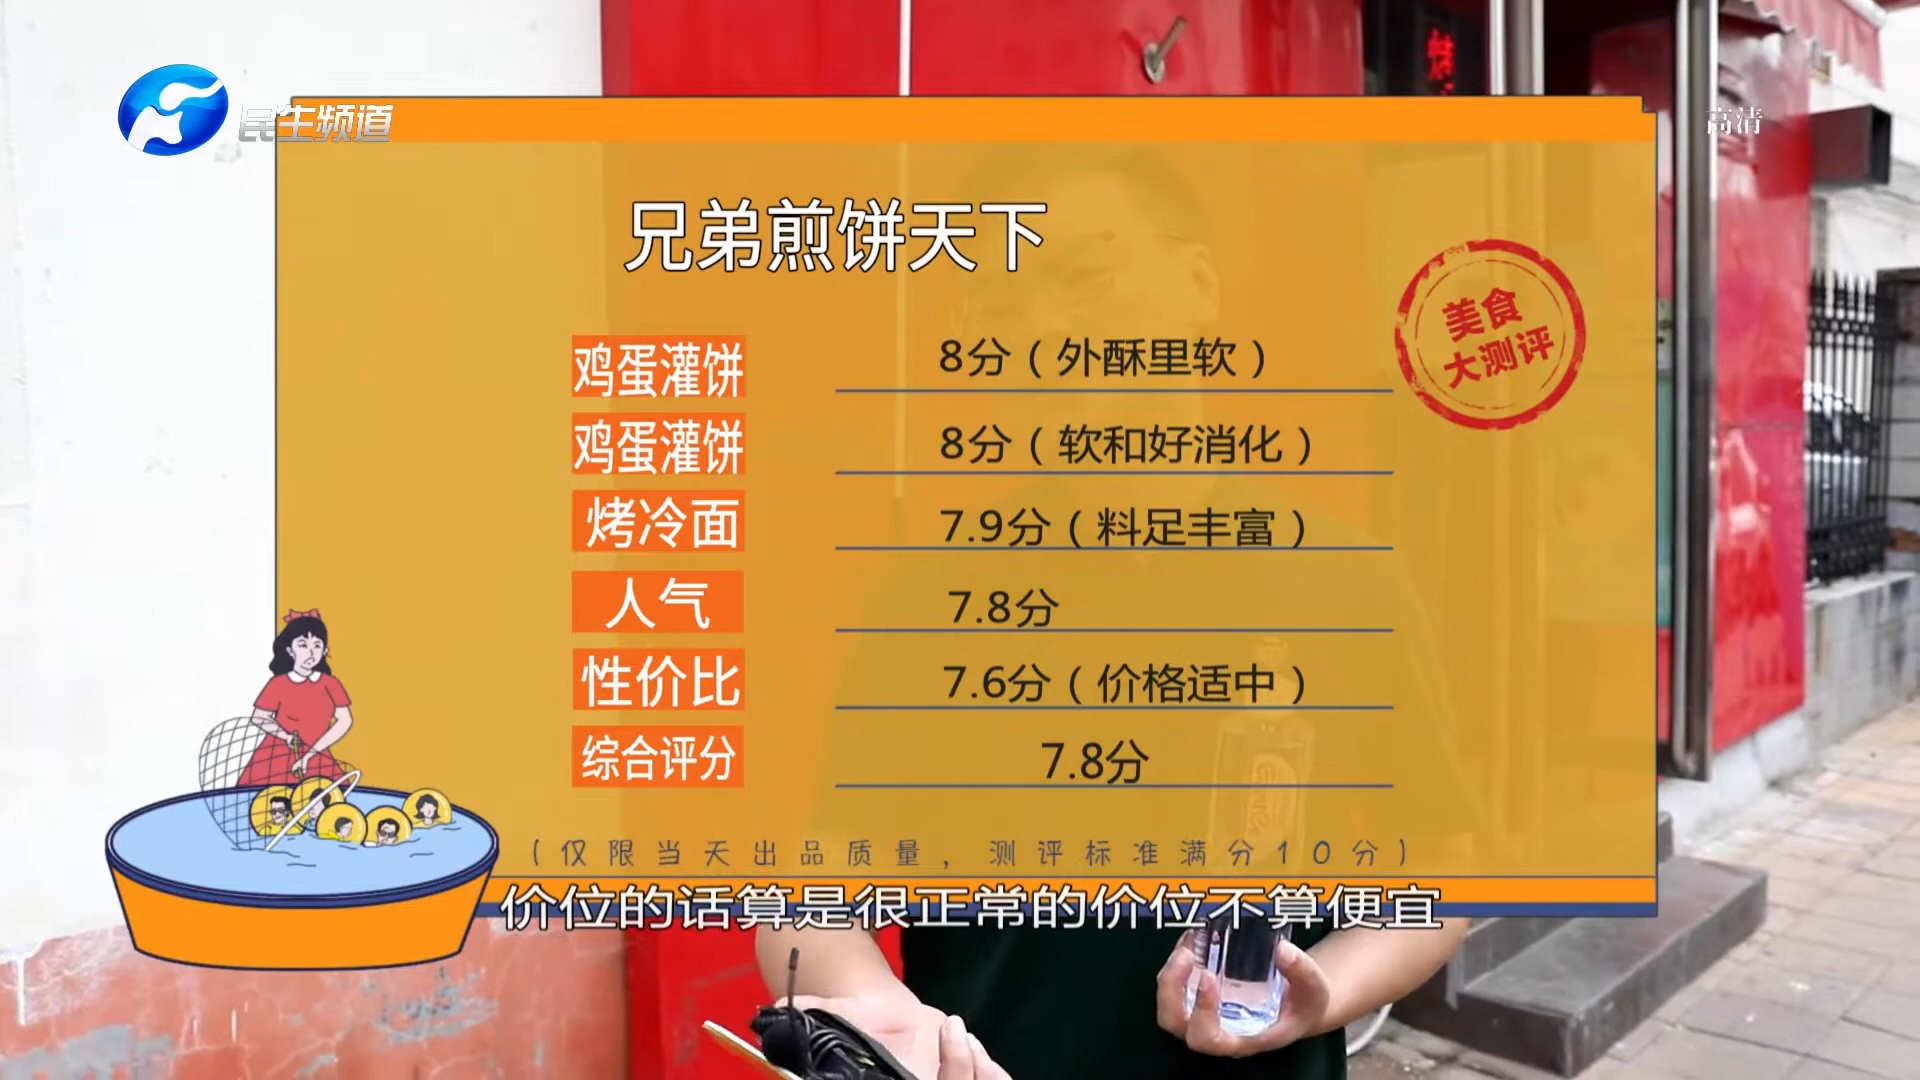 民生频道
高清
兄弟煎饼天下
美食
大测评
鸡蛋灌饼 8分（外酥里软）
鸡蛋灌饼 8分（软和好消化）
烤冷面 7.9分（料足丰富）
人气 7.8分
性价比 7.6分（价格适中）
综合评分 7.8分
（仅限当天出品质量，测评标准满分10分）
价位的话算是很正常的价位不算便宜